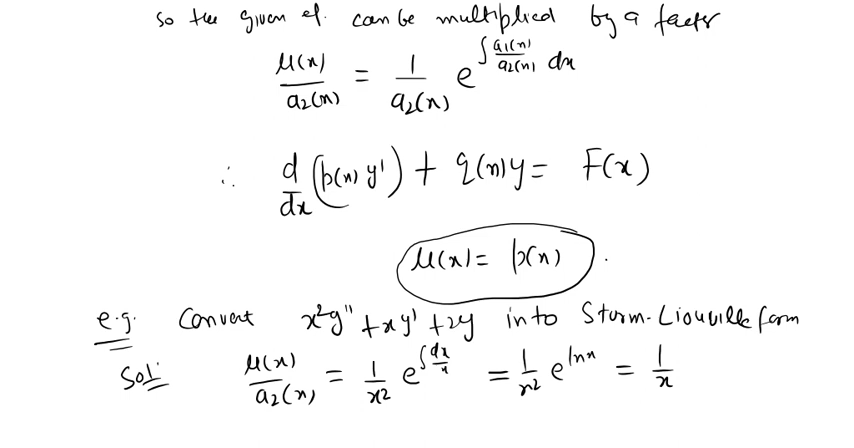 so the given eq. can be multiplied by a factor
μ(x)/a₂(x) = 1/a₂(x) e^{∫ a₁(x)/a₂(x) dx}
∴ d/dx (p(x) y') + q(x) y = F(x)
μ(x) = p(x).
e.g. Convert x²y'' + xy' + 2y into Sturm-Liouville form
Sol: μ(x)/a₂(x) = 1/x² e^{∫ dx/x} = 1/x² e^{ln x} = 1/x